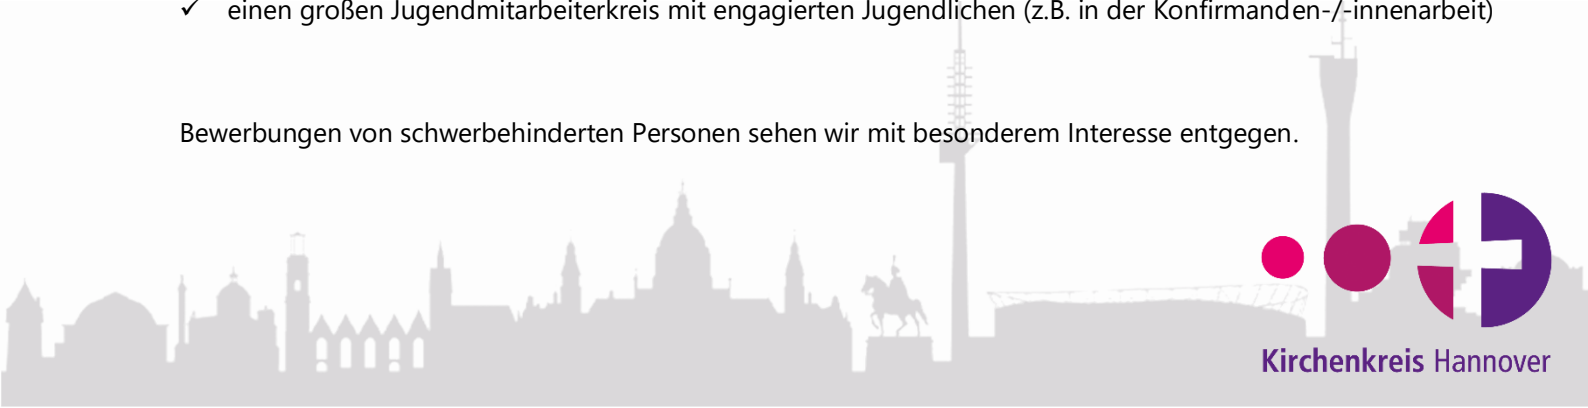 ✓ einen großen Jugendmitarbeiterkreis mit engagierten Jugendlichen (z.B. in der Konfirmanden-/-innenarbeit)
Bewerbungen von schwerbehinderten Personen sehen wir mit besonderem Interesse entgegen.
Kirchenkreis Hannover